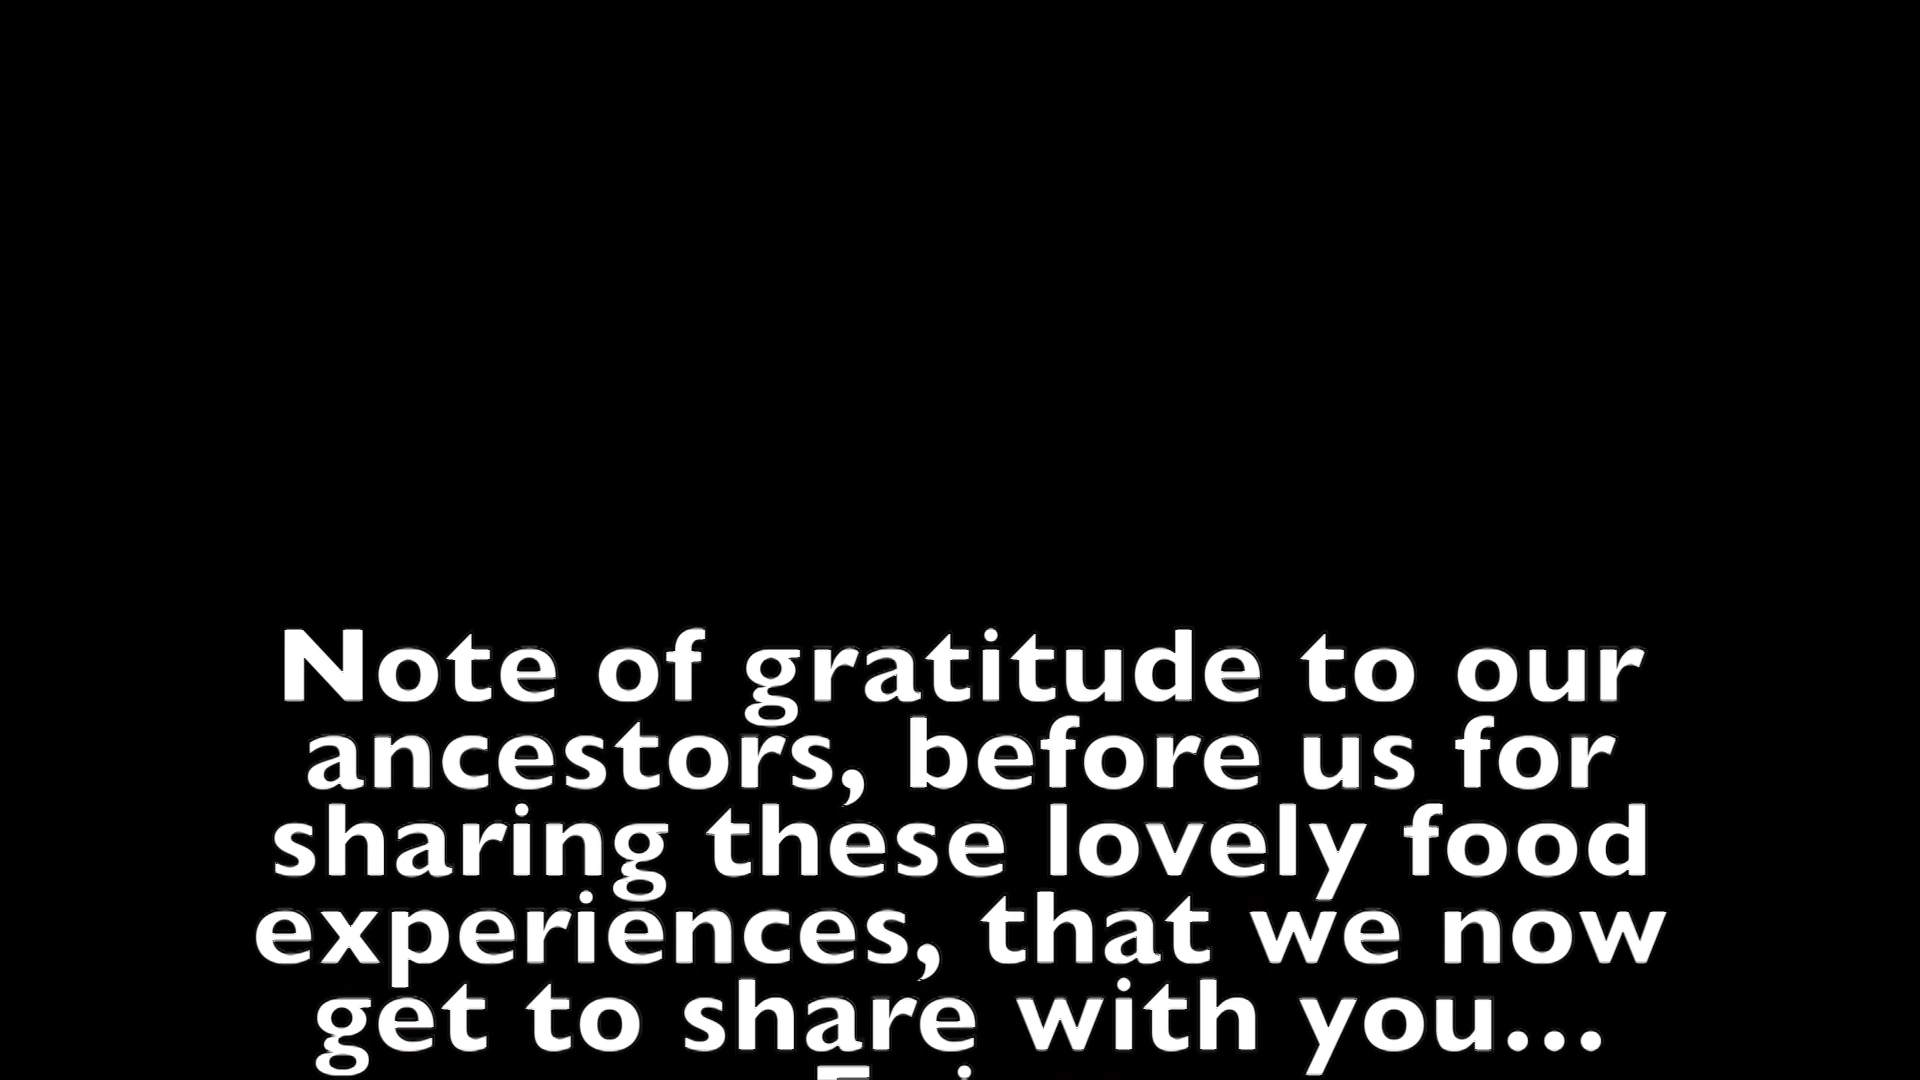 Note of gratitude to our
ancestors, before us for
sharing these lovely food
experiences, that we now
get to share with you...